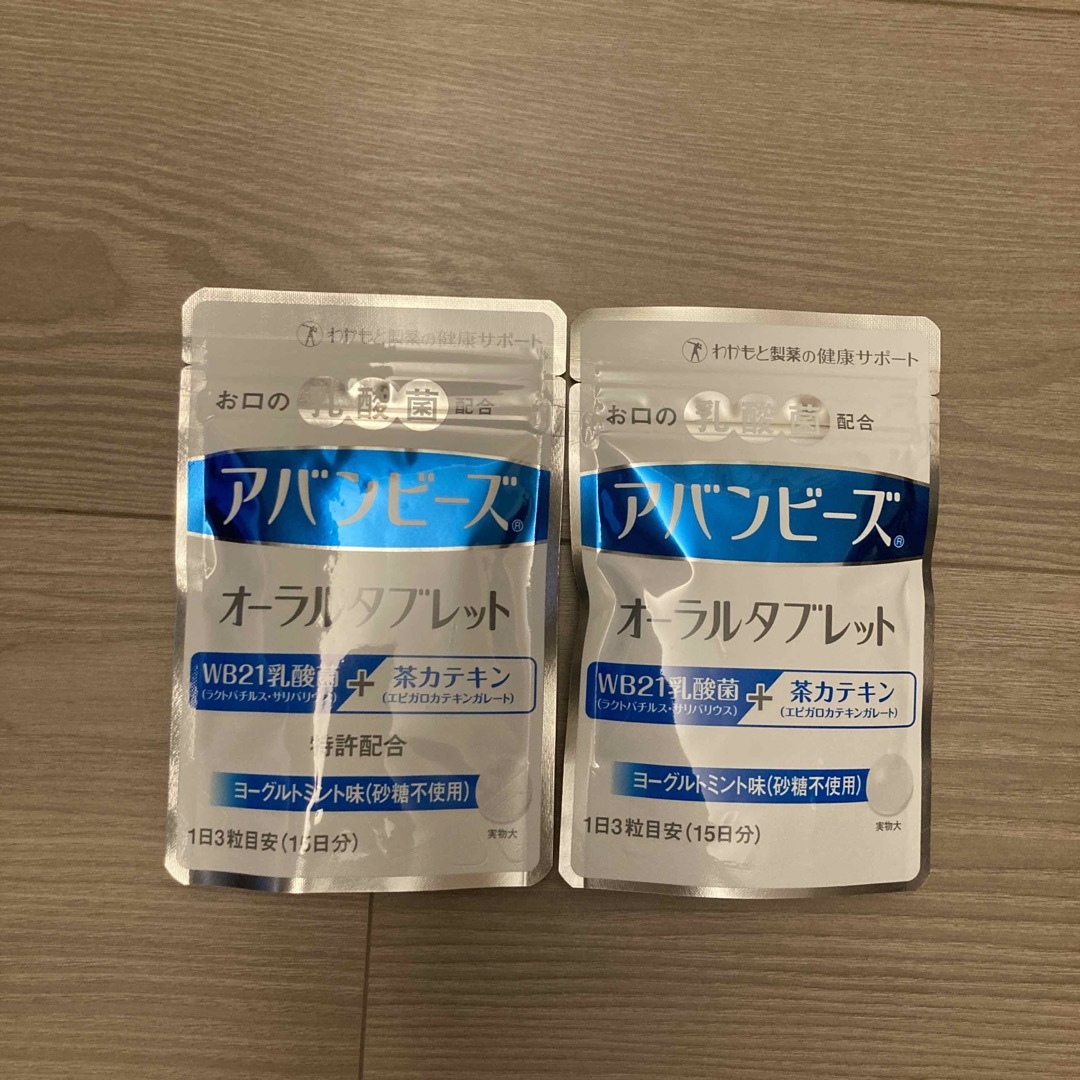 わかもと製薬の健康サポート
お口の乳酸菌配合
アバンビーズ®
オーラルタブレット
WB21乳酸菌
(ラクトバチルス・サリバリウス)
+
茶カテキン
(エピガロカテキンガレート)
特許配合
ヨーグルトミント味(砂糖不使用)
実物大
1日3粒目安(15日分)
わかもと製薬の健康サポート
お口の乳酸菌配合
アバンビーズ®
オーラルタブレット
WB21乳酸菌
(ラクトバチルス・サリバリウス)
+
茶カテキン
(エピガロカテキンガレート)
ヨーグルトミント味(砂糖不使用)
実物大
1日3粒目安(15日分)